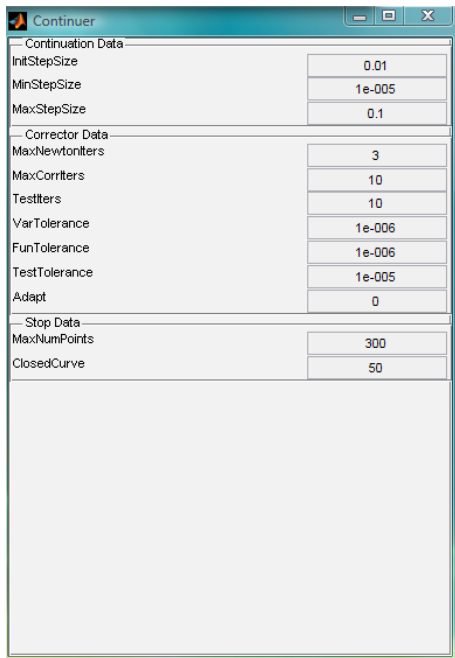 Continuer
Continuation Data
InitStepSize 0.01
MinStepSize 1e-005
MaxStepSize 0.1
Corrector Data
MaxNewtonIters 3
MaxCorrIters 10
TestIters 10
VarTolerance 1e-006
FunTolerance 1e-006
TestTolerance 1e-005
Adapt 0
Stop Data
MaxNumPoints 300
ClosedCurve 50